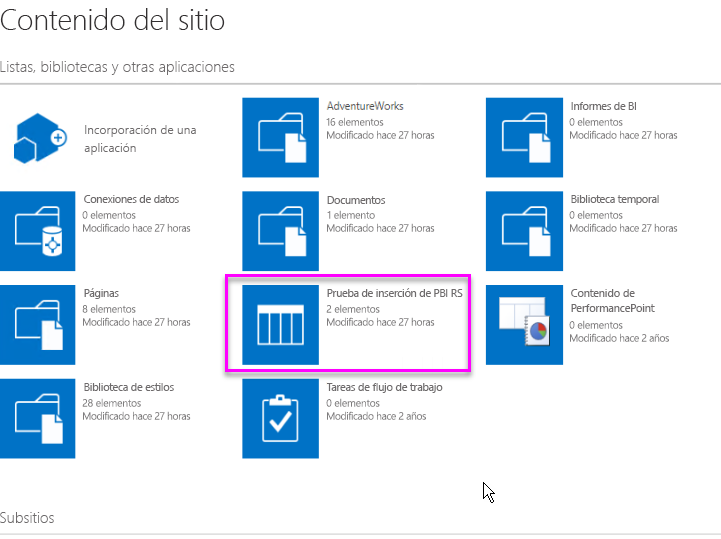 Contenido del sitio
Listas, bibliotecas y otras aplicaciones
Incorporación de una
aplicación
AdventureWorks
16 elementos
Modificado hace 27 horas
Informes de BI
0 elementos
Modificado hace 27 horas
Conexiones de datos
0 elementos
Modificado hace 27 horas
Documentos
1 elemento
Modificado hace 27 horas
Biblioteca temporal
0 elementos
Modificado hace 27 horas
Páginas
8 elementos
Modificado hace 27 horas
Prueba de inserción de PBI RS
2 elementos
Modificado hace 27 horas
Contenido de
PerformancePoint
0 elementos
Modificado hace 2 años
Biblioteca de estilos
28 elementos
Modificado hace 27 horas
Tareas de flujo de trabajo
0 elementos
Modificado hace 2 años
Subsitios